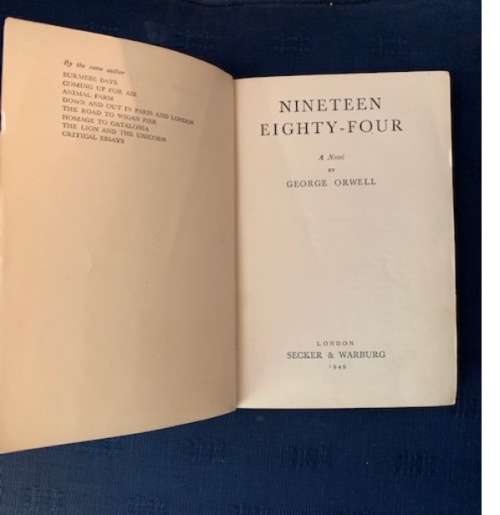 By the same author
BURMESE DAYS
COMING UP FOR AIR
ANIMAL FARM
DOWN AND OUT IN PARIS AND LONDON
THE ROAD TO WIGAN PIER
HOMAGE TO CATALONIA
THE LION AND THE UNICORN
CRITICAL ESSAYS
NINETEEN
EIGHTY-FOUR
A Novel
BY
GEORGE ORWELL
LONDON
SECKER & WARBURG
1949